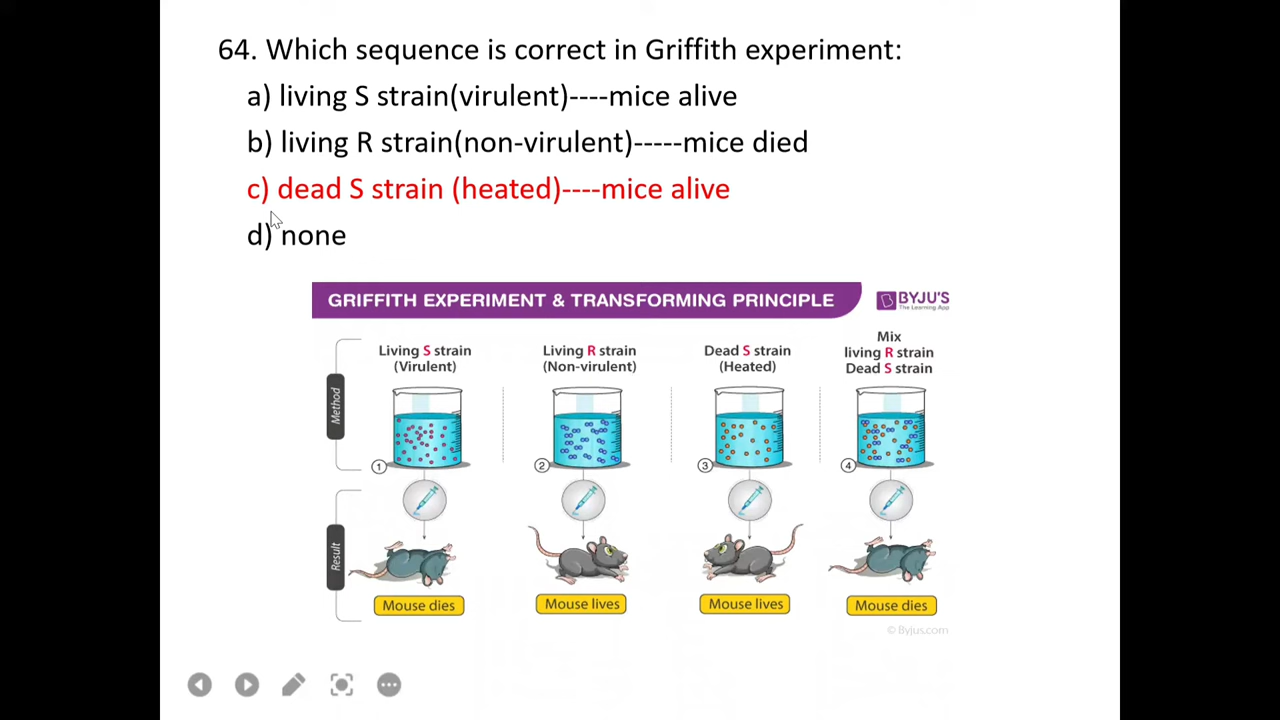 64. Which sequence is correct in Griffith experiment:
a) living S strain(virulent)----mice alive
b) living R strain(non-virulent)-----mice died
c) dead S strain (heated)----mice alive
d) none
GRIFFITH EXPERIMENT & TRANSFORMING PRINCIPLE
BYJU'S
The Learning App
Method
Living S strain
(Virulent)
Living R strain
(Non-virulent)
Dead S strain
(Heated)
Mix
living R strain
Dead S strain
1
2
3
4
Result
Mouse dies
Mouse lives
Mouse lives
Mouse dies
© Byjus.com